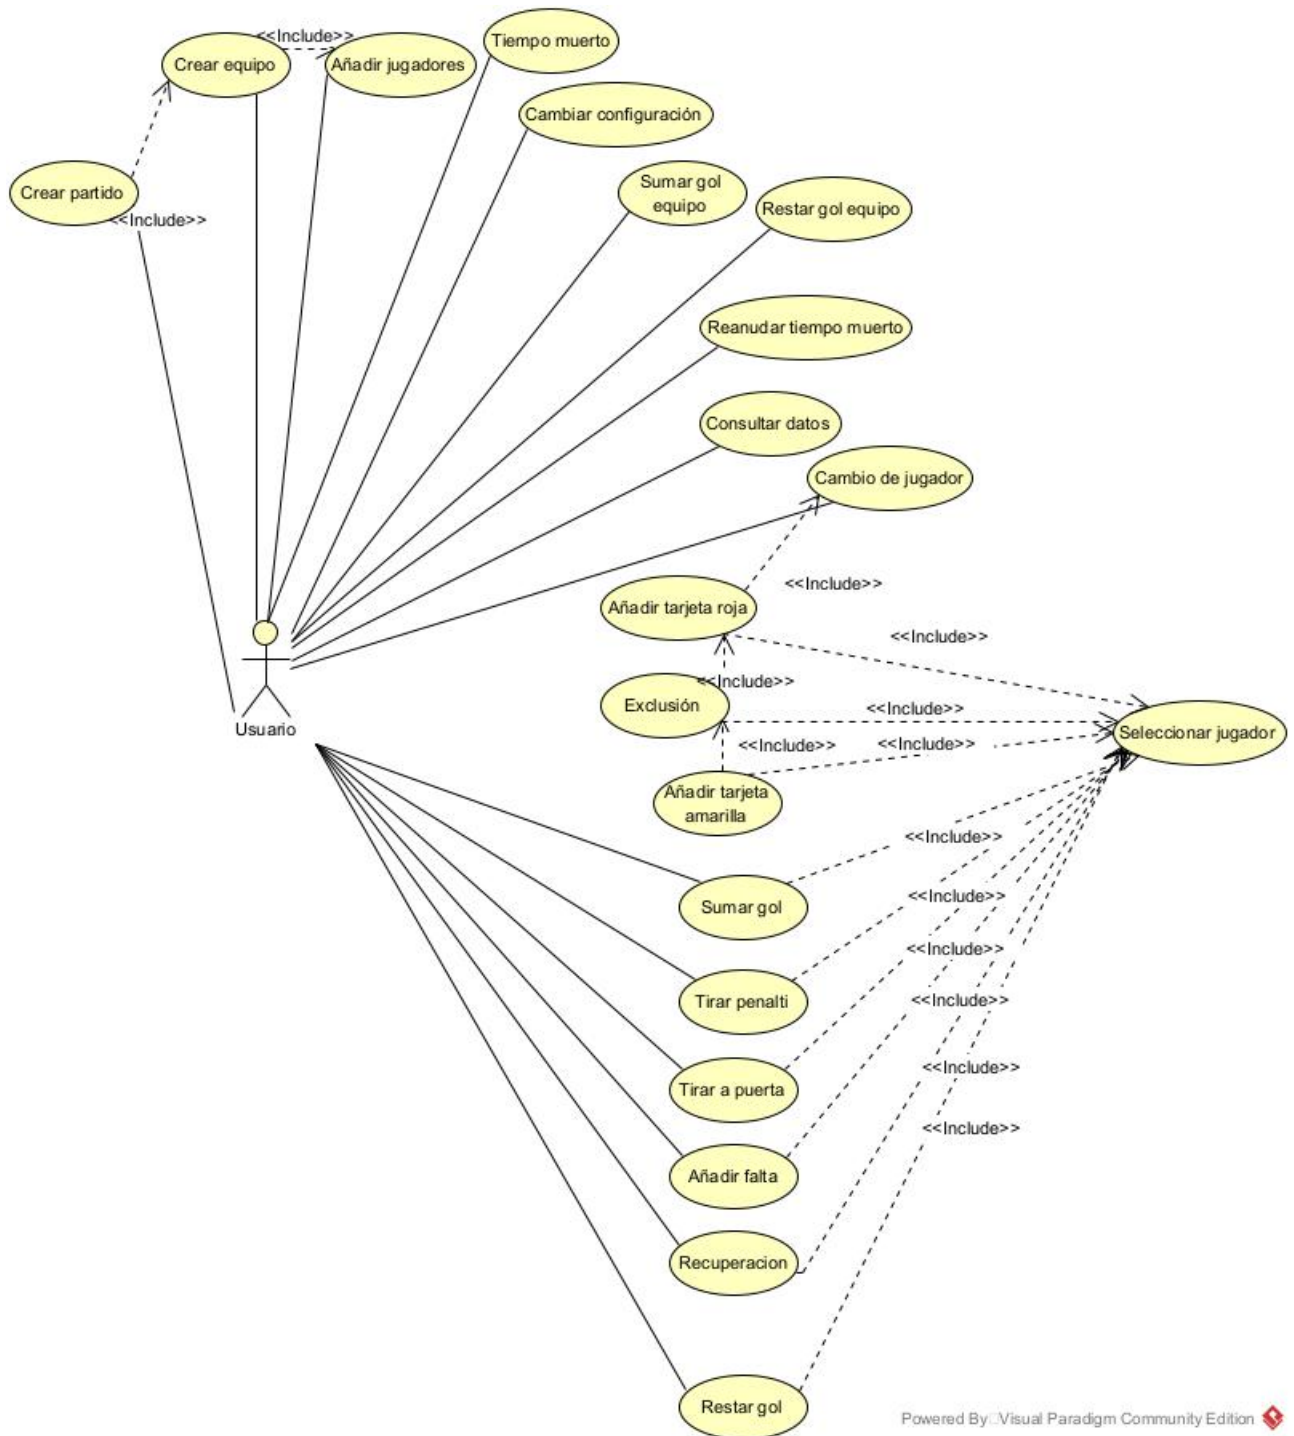 Tiempo muerto
<<Include>>
Crear equipo
Añadir jugadores
Cambiar configuración
Sumar gol
equipo
Crear partido
Restar gol equipo
<<Include>>
Reanudar tiempo muerto
Consultar datos
Cambio de jugador
<<Include>>
Añadir tarjeta roja
<<Include>>
<<Include>>
Exclusión
<<Include>>
Usuario
Seleccionar jugador
<<Include>>
<<Include>>
Añadir tarjeta
amarilla
<<Include>>
Sumar gol
<<Include>>
<<Include>>
Tirar penalti
<<Include>>
<<Include>>
Tirar a puerta
<<Include>>
Añadir falta
Recuperacion
Restar gol
Powered By Visual Paradigm Community Edition